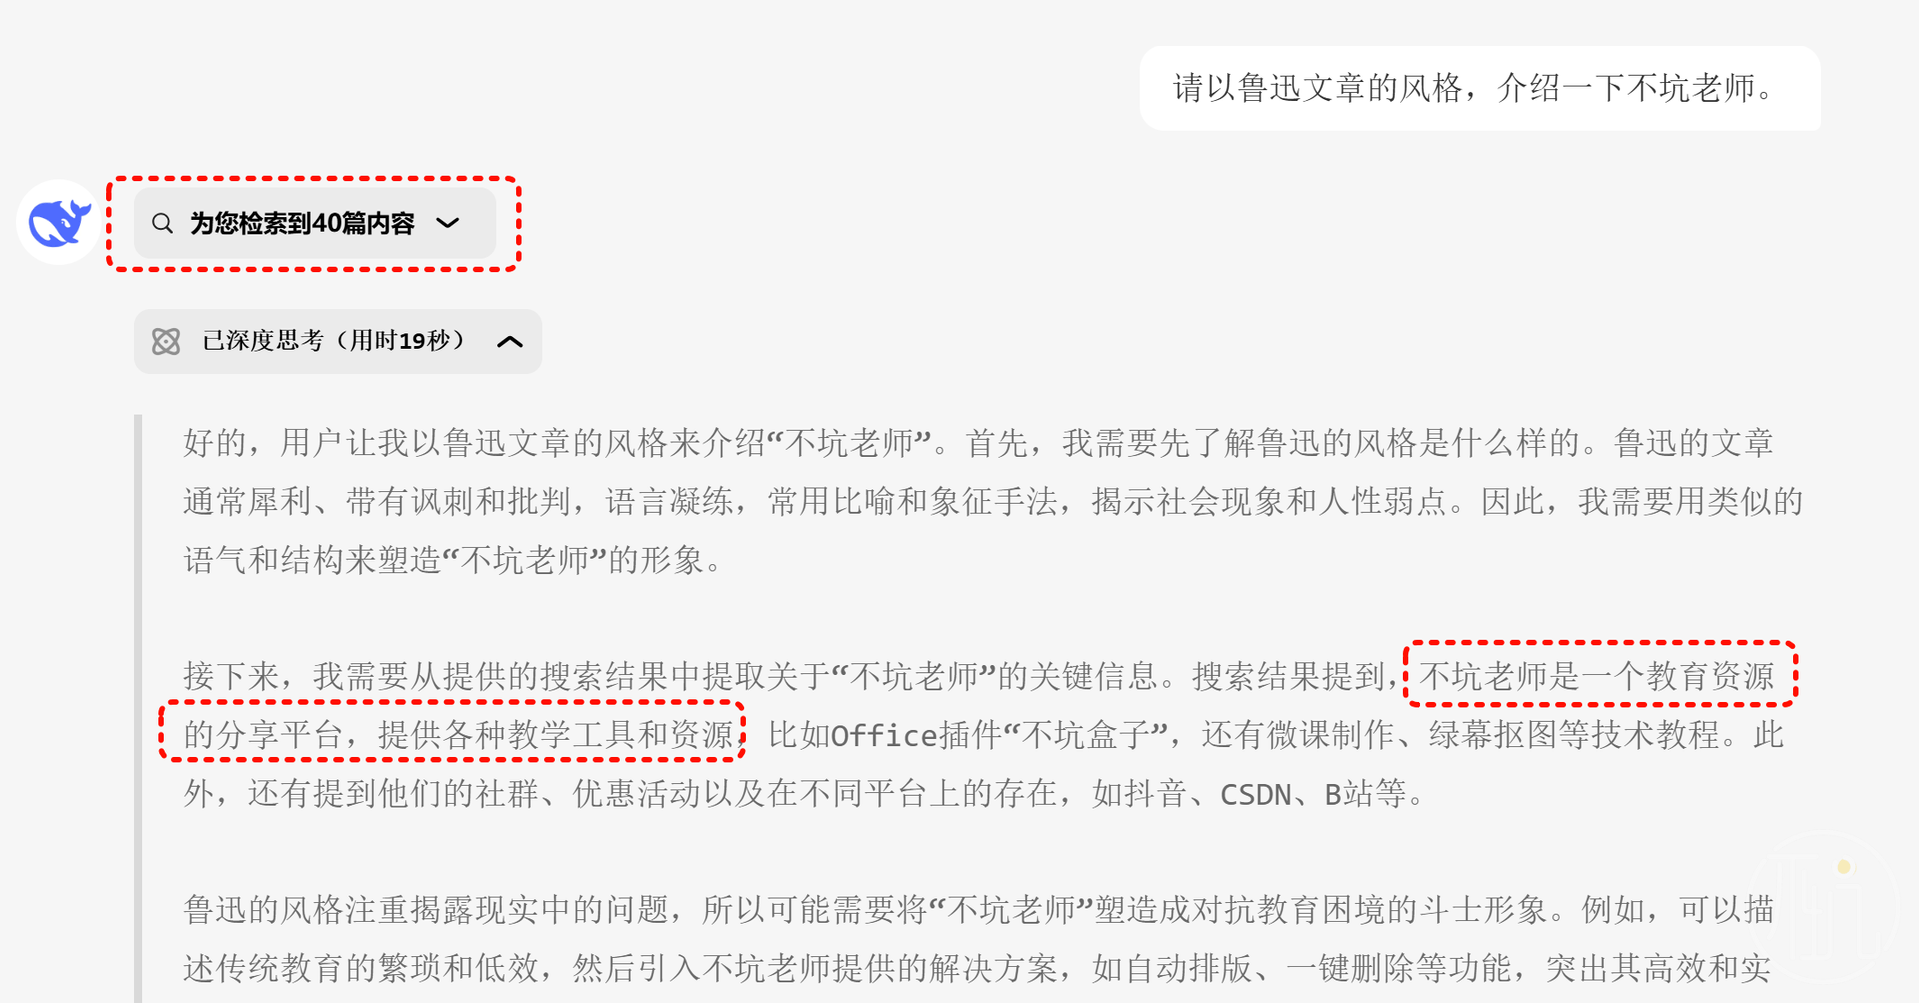 请以鲁迅文章的风格，介绍一下不坑老师。
为您检索到40篇内容
已深度思考（用时19秒）
好的，用户让我以鲁迅文章的风格来介绍“不坑老师”。首先，我需要先了解鲁迅的风格是什么样的。鲁迅的文章
通常犀利、带有讽刺和批判，语言凝练，常用比喻和象征手法，揭示社会现象和人性弱点。因此，我需要用类似的
语气和结构来塑造“不坑老师”的形象。
接下来，我需要从提供的搜索结果中提取关于“不坑老师”的关键信息。搜索结果提到，不坑老师是一个教育资源
的分享平台，提供各种教学工具和资源，比如Office插件“不坑盒子”，还有微课制作、绿幕抠图等技术教程。此
外，还有提到他们的社群、优惠活动以及在不同平台上的存在，如抖音、CSDN、B站等。
鲁迅的风格注重揭露现实中的问题，所以可能需要将“不坑老师”塑造成对抗教育困境的斗士形象。例如，可以描
述传统教育的繁琐和低效，然后引入不坑老师提供的解决方案，如自动排版、一键删除等功能，突出其高效和实